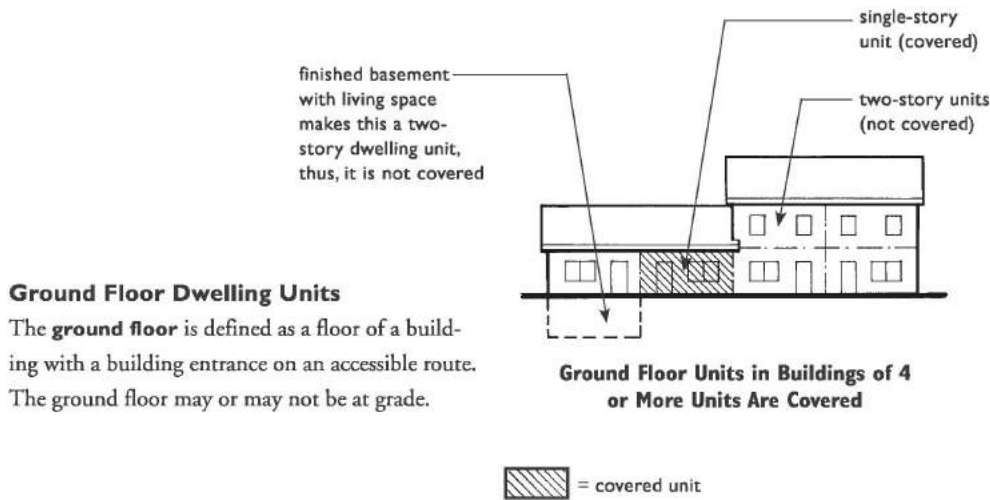 single-story
unit (covered)
finished basement
with living space
makes this a two-
story dwelling unit,
thus, it is not covered
two-story units
(not covered)
Ground Floor Dwelling Units
The ground floor is defined as a floor of a build-
ing with a building entrance on an accessible route.
The ground floor may or may not be at grade.
Ground Floor Units in Buildings of 4
or More Units Are Covered
= covered unit